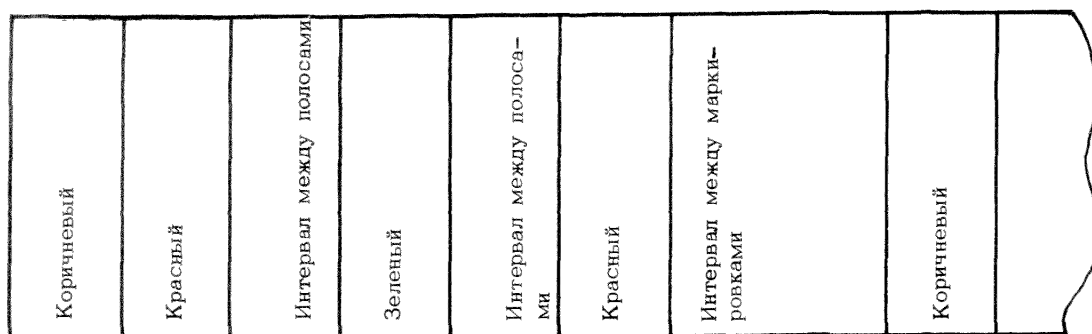 Коричневый
Красный
Интервал между полосами
Зеленый
Интервал между полоса-
ми
Красный
Интервал между марки-
ровками
Коричневый